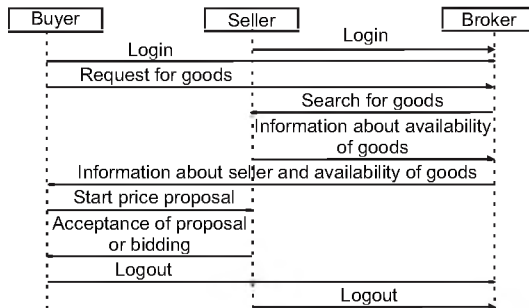 Buyer
Seller
Broker
Login
Login
Request for goods
Search for goods
Information about availability
of goods
Information about seller and availability of goods
Start price proposal
Acceptance of proposal
or bidding
Logout
Logout